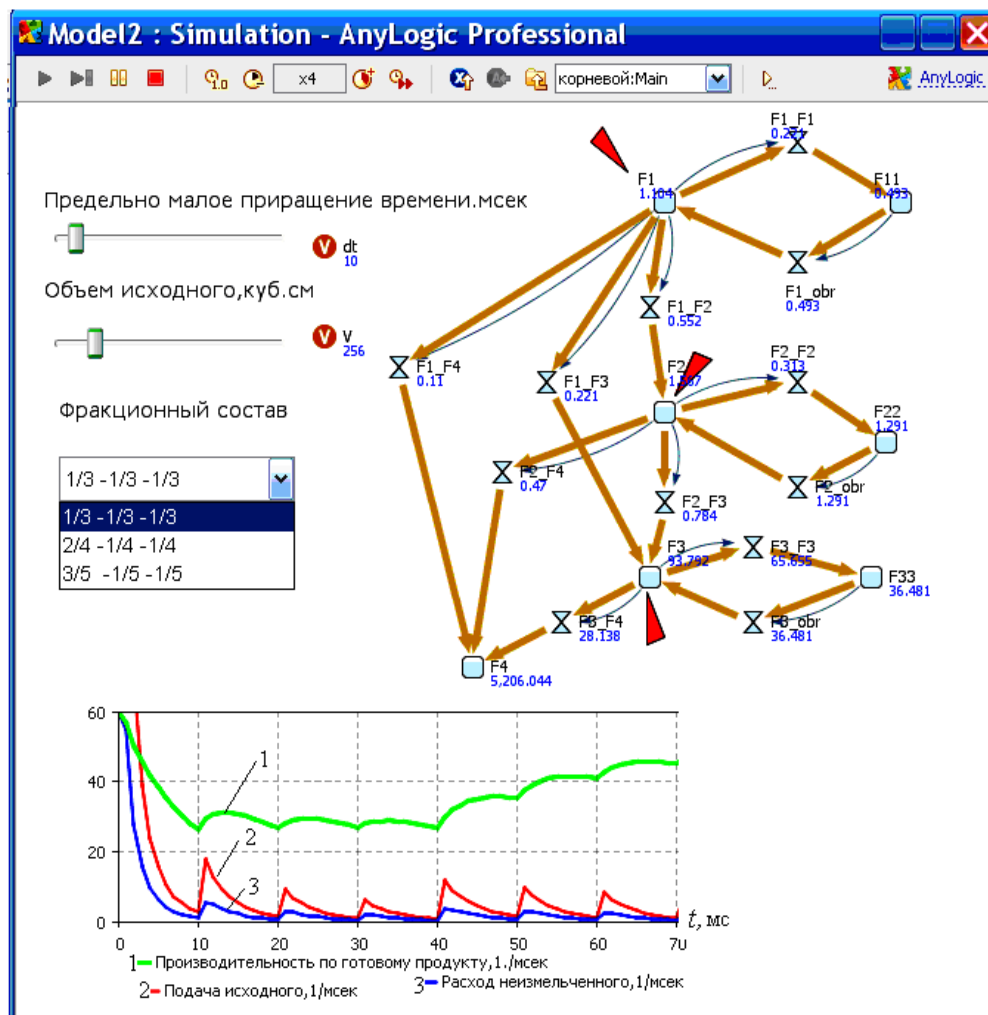 Model2 : Simulation - AnyLogic Professional
1.0
x4
корневой:Main
AnyLogic
Предельно малое приращение времени.мсек
V dt
10
Объем исходного,куб.см
V V
256
Фракционный состав
1/3 -1/3 -1/3
1/3 -1/3 -1/3
2/4 -1/4 -1/4
3/5 -1/5 -1/5
F1_F1
F1
1.104
F11
0.493
F1_obr
0.493
F1_F2
0.552
F1_F4
0.11
F1_F3
0.221
F2_F2
0.313
F22
1.291
F2_obr
1.291
F2_F4
0.47
F2_F3
0.784
F3
93.792
F3_F3
65.655
F33
36.481
F3_F4
28.138
F3_obr
36.481
F4
5,206.044
60
40
20
0
1
2
3
0 10 20 30 40 50 60 70
t, мс
1 Производительность по готовому продукту,1./мсек
2 Подача исходного,1/мсек
3 Расход неизмельченного,1/мсек